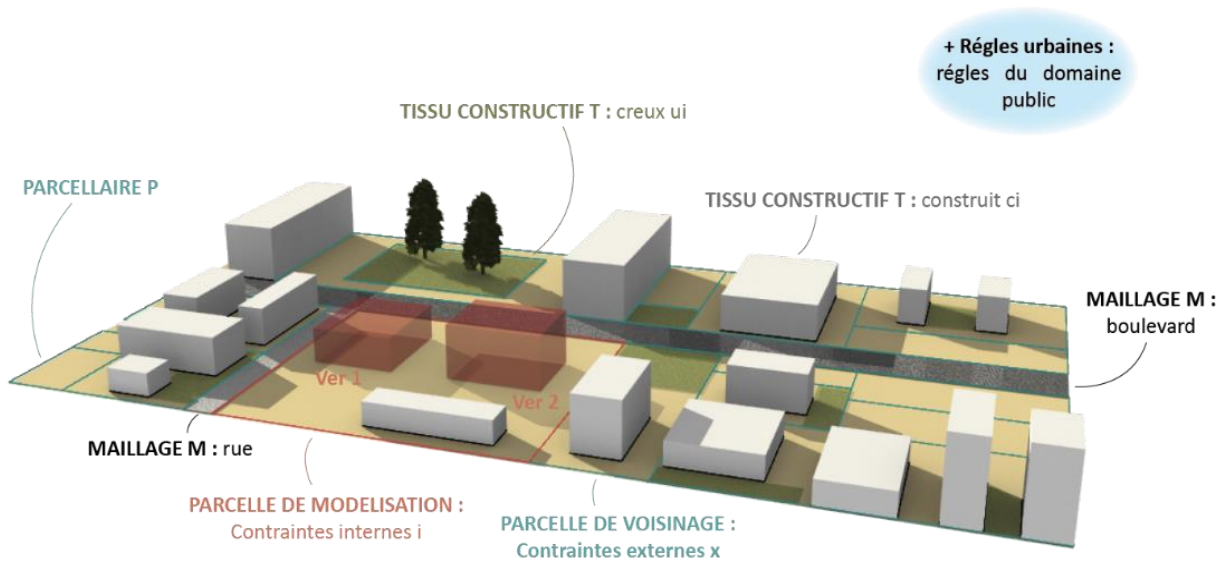 + Régles urbaines :
régles du domaine
public
TISSU CONSTRUCTIF T : creux ui
PARCELLAIRE P
TISSU CONSTRUCTIF T : construit ci
MAILLAGE M :
boulevard
Ver 1
Ver 2
MAILLAGE M : rue
PARCELLE DE MODELISATION :
Contraintes internes i
PARCELLE DE VOISINAGE :
Contraintes externes x